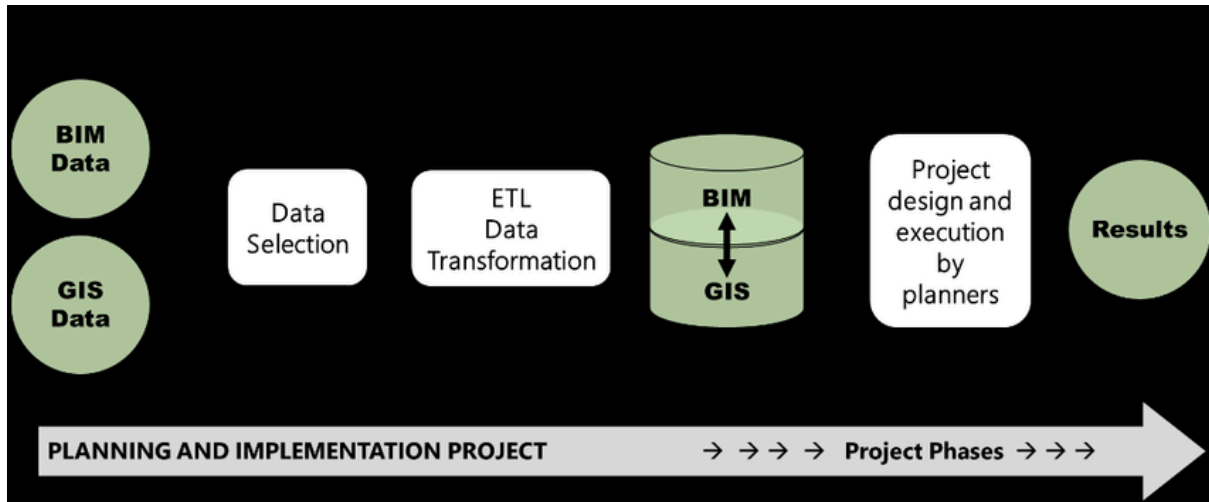 BIM
Data
GIS
Data
Data
Selection
ETL
Data
Transformation
BIM
GIS
Project
design and
execution
by
planners
Results
PLANNING AND IMPLEMENTATION PROJECT → → → → Project Phases → → →